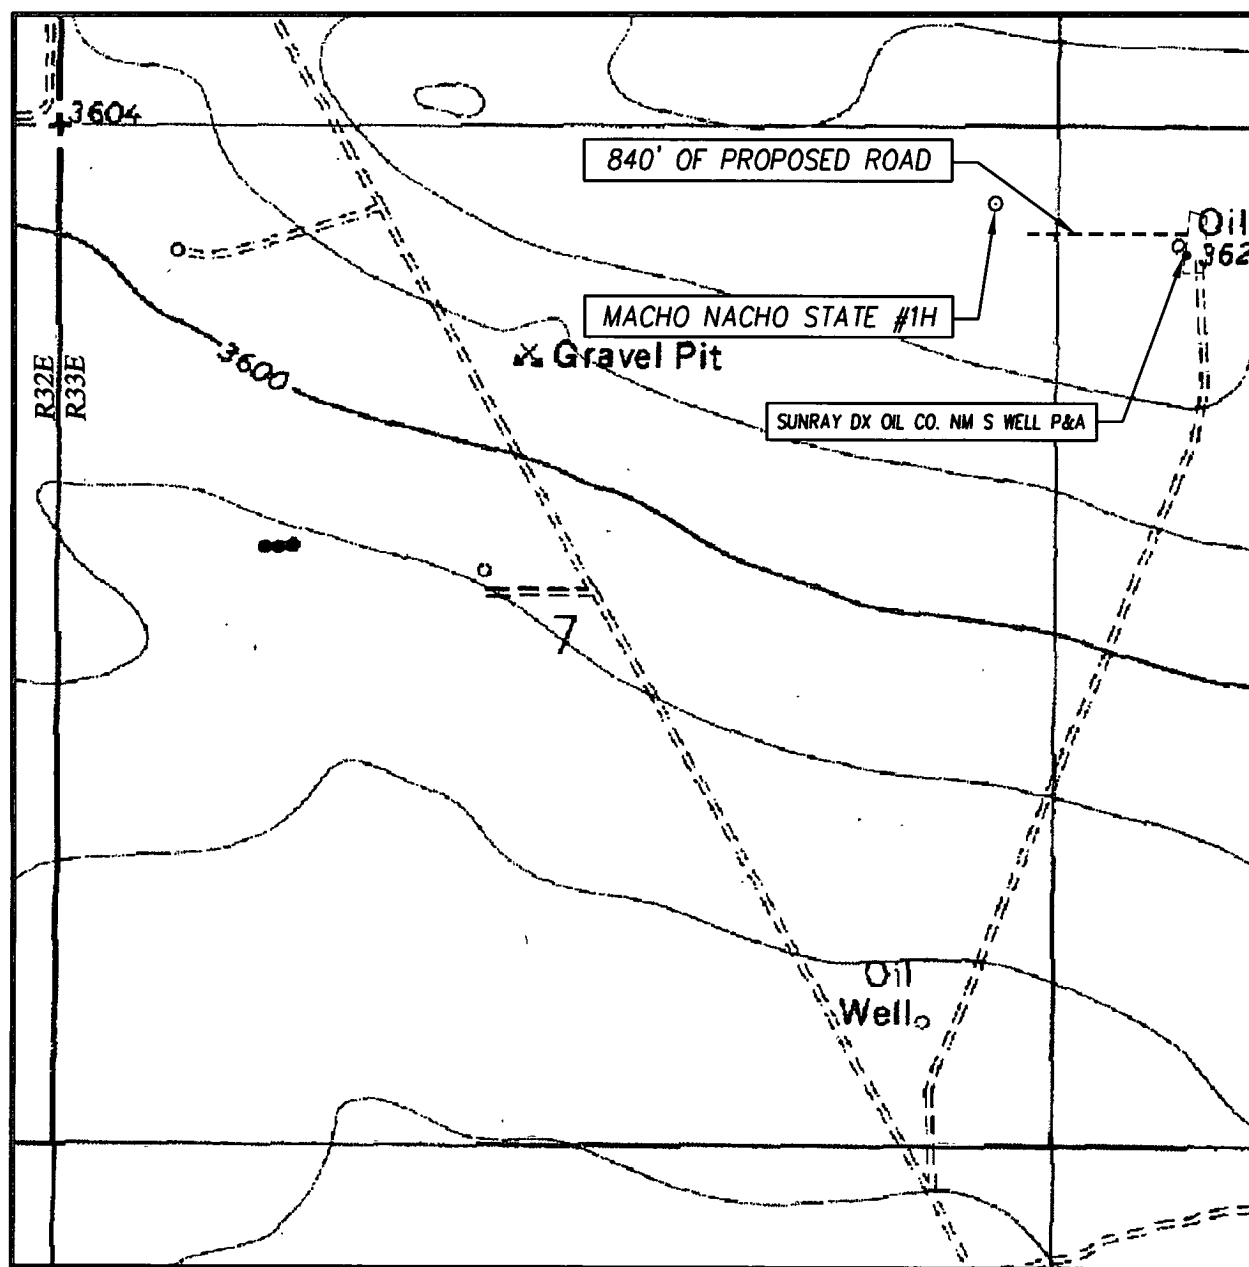 3604
840' OF PROPOSED ROAD
Oil
362
MACHO NACHO STATE #1H
Gravel Pit
3600
R32E
R33E
SUNRAY DX OIL CO. NM S WELL P&A
7
Oil
Well